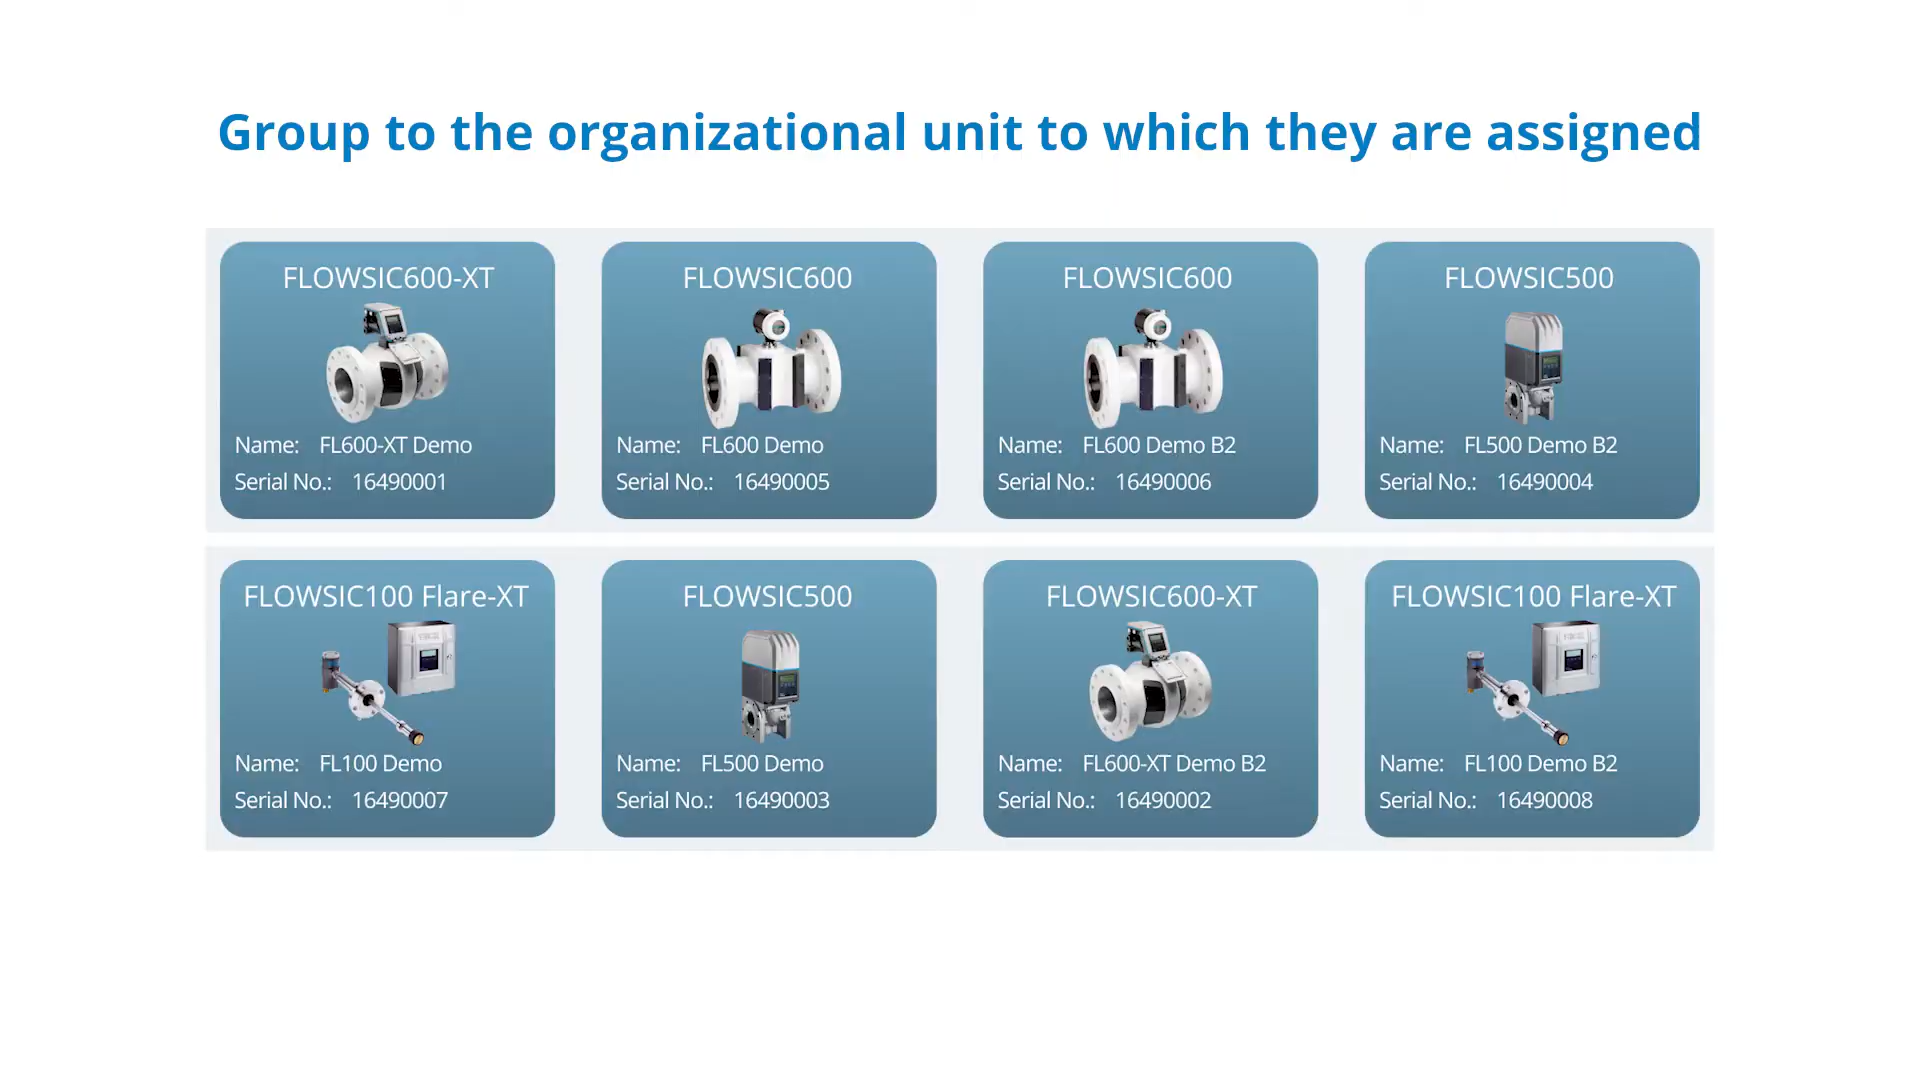 Group to the organizational unit to which they are assigned
FLOWSIC600-XT
Name: FL600-XT Demo
Serial No.: 16490001
FLOWSIC600
Name: FL600 Demo
Serial No.: 16490005
FLOWSIC600
Name: FL600 Demo B2
Serial No.: 16490006
FLOWSIC500
Name: FL500 Demo B2
Serial No.: 16490004
FLOWSIC100 Flare-XT
Name: FL100 Demo
Serial No.: 16490007
FLOWSIC500
Name: FL500 Demo
Serial No.: 16490003
FLOWSIC600-XT
Name: FL600-XT Demo B2
Serial No.: 16490002
FLOWSIC100 Flare-XT
Name: FL100 Demo B2
Serial No.: 16490008